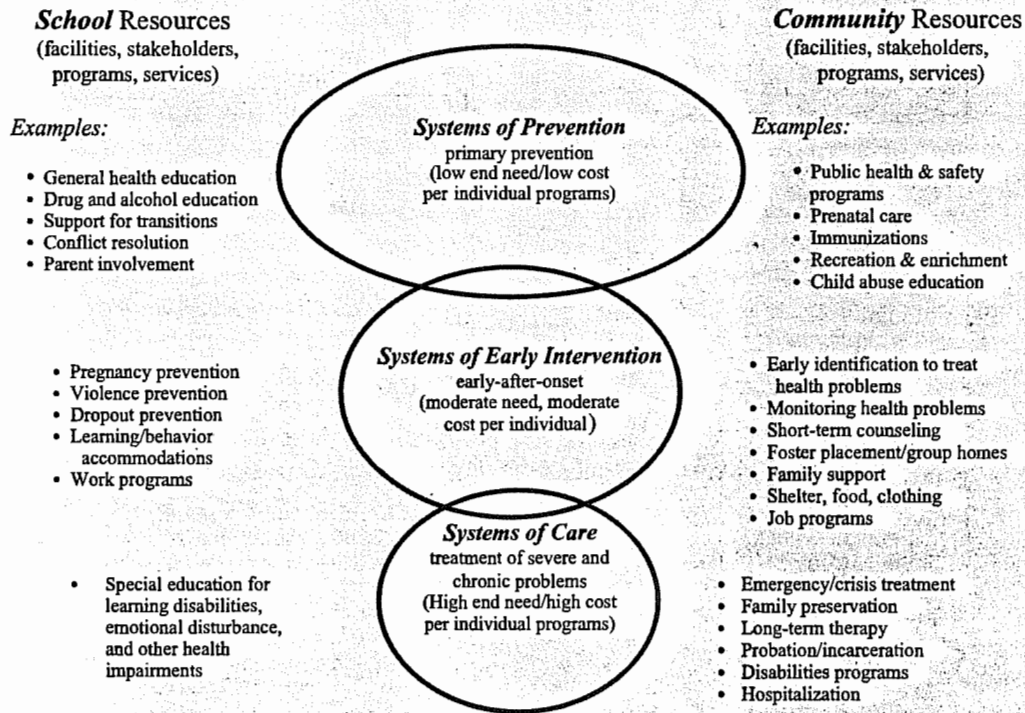 School Resources
(facilities, stakeholders,
programs, services)
Examples:
• General health education
• Drug and alcohol education
• Support for transitions
• Conflict resolution
• Parent involvement
• Pregnancy prevention
• Violence prevention
• Dropout prevention
• Learning/behavior
accommodations
• Work programs
• Special education for
learning disabilities,
emotional disturbance,
and other health
impairments
Systems of Prevention
primary prevention
(low end need/low cost
per individual programs)
Systems of Early Intervention
early-after-onset
(moderate need, moderate
cost per individual)
Systems of Care
treatment of severe and
chronic problems
(High end need/high cost
per individual programs)
Community Resources
(facilities, stakeholders,
programs, services)
Examples:
• Public health & safety
programs
• Prenatal care
• Immunizations
• Recreation & enrichment
• Child abuse education
• Early identification to treat
health problems
• Monitoring health problems
• Short-term counseling
• Foster placement/group homes
• Family support
• Shelter, food, clothing
• Job programs
• Emergency/crisis treatment
• Family preservation
• Long-term therapy
• Probation/incarceration
• Disabilities programs
• Hospitalization